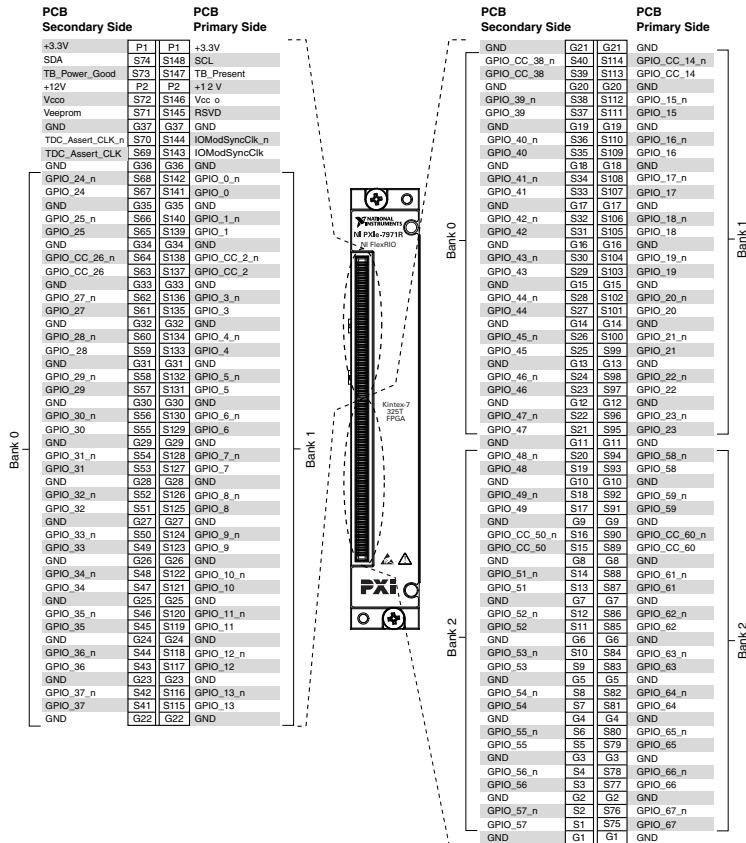 PCB
Secondary Side
PCB
Primary Side
+3.3V P1 P1 +3.3V
SDA S74 S148 SCL
TB_Power_Good S73 S147 TB_Present
+12V P2 P2 +12V
Vcco S72 S146 Vcc o
Veeprom S71 S145 RSVD
GND G37 G37 GND
TDC_Assert_CLK_n S70 S144 IOModSyncClk_n
TDC_Assert_CLK S69 S143 IOModSyncClk
GND G36 G36 GND
GPIO_24_n S68 S142 GPIO_0_n
GPIO_24 S67 S141 GPIO_0
GND G35 G35 GND
GPIO_25_n S66 S140 GPIO_1_n
GPIO_25 S65 S139 GPIO_1
GND G34 G34 GND
GPIO_CC_26_n S64 S138 GPIO_CC_2_n
GPIO_CC_26 S63 S137 GPIO_CC_2
GND G33 G33 GND
GPIO_27_n S62 S136 GPIO_3_n
GPIO_27 S61 S135 GPIO_3
GND G32 G32 GND
GPIO_28_n S60 S134 GPIO_4_n
GPIO_ 28 S59 S133 GPIO_4
GND G31 G31 GND
GPIO_29_n S58 S132 GPIO_5_n
GPIO_29 S57 S131 GPIO_5
GND G30 G30 GND
GPIO_30_n S56 S130 GPIO_6_n
GPIO_30 S55 S129 GPIO_6
GND G29 G29 GND
GPIO_31_n S54 S128 GPIO_7_n
GPIO_31 S53 S127 GPIO_7
GND G28 G28 GND
GPIO_32_n S52 S126 GPIO_8_n
GPIO_32 S51 S125 GPIO_8
GND G27 G27 GND
GPIO_33_n S50 S124 GPIO_9_n
GPIO_33 S49 S123 GPIO_9
GND G26 G26 GND
GPIO_34_n S48 S122 GPIO_10_n
GPIO_34 S47 S121 GPIO_10
GND G25 G25 GND
GPIO_35_n S46 S120 GPIO_11_n
GPIO_35 S45 S119 GPIO_11
GND G24 G24 GND
GPIO_36_n S44 S118 GPIO_12_n
GPIO_36 S43 S117 GPIO_12
GND G23 G23 GND
GPIO_37_n S42 S116 GPIO_13_n
GPIO_37 S41 S115 GPIO_13
GND G22 G22 GND
Bank 0
Bank 1
NATIONAL
INSTRUMENTS
NI PXIe-7971R
NI FlexRIO
Kintex-7
325T
FPGA
PXI
PCB
Secondary Side
PCB
Primary Side
GND G21 G21 GND
GPIO_CC_38_n S40 S114 GPIO_CC_14_n
GPIO_CC_38 S39 S113 GPIO_CC_14
GND G20 G20 GND
GPIO_39_n S38 S112 GPIO_15_n
GPIO_39 S37 S111 GPIO_15
GND G19 G19 GND
GPIO_40_n S36 S110 GPIO_16_n
GPIO_40 S35 S109 GPIO_16
GND G18 G18 GND
GPIO_41_n S34 S108 GPIO_17_n
GPIO_41 S33 S107 GPIO_17
GND G17 G17 GND
GPIO_42_n S32 S106 GPIO_18_n
GPIO_42 S31 S105 GPIO_18
GND G16 G16 GND
GPIO_43_n S30 S104 GPIO_19_n
GPIO_43 S29 S103 GPIO_19
GND G15 G15 GND
GPIO_44_n S28 S102 GPIO_20_n
GPIO_44 S27 S101 GPIO_20
GND G14 G14 GND
GPIO_45_n S26 S100 GPIO_21_n
GPIO_45 S25 S99 GPIO_21
GND G13 G13 GND
GPIO_46_n S24 S98 GPIO_22_n
GPIO_46 S23 S97 GPIO_22
GND G12 G12 GND
GPIO_47_n S22 S96 GPIO_23_n
GPIO_47 S21 S95 GPIO_23
GND G11 G11 GND
GPIO_48_n S20 S94 GPIO_58_n
GPIO_48 S19 S93 GPIO_58
GND G10 G10 GND
GPIO_49_n S18 S92 GPIO_59_n
GPIO_49 S17 S91 GPIO_59
GND G9 G9 GND
GPIO_CC_50_n S16 S90 GPIO_CC_60_n
GPIO_CC_50 S15 S89 GPIO_CC_60
GND G8 G8 GND
GPIO_51_n S14 S88 GPIO_61_n
GPIO_51 S13 S87 GPIO_61
GND G7 G7 GND
GPIO_52_n S12 S86 GPIO_62_n
GPIO_52 S11 S85 GPIO_62
GND G6 G6 GND
GPIO_53_n S10 S84 GPIO_63_n
GPIO_53 S9 S83 GPIO_63
GND G5 G5 GND
GPIO_54_n S8 S82 GPIO_64_n
GPIO_54 S7 S81 GPIO_64
GND G4 G4 GND
GPIO_55_n S6 S80 GPIO_65_n
GPIO_55 S5 S79 GPIO_65
GND G3 G3 GND
GPIO_56_n S4 S78 GPIO_66_n
GPIO_56 S3 S77 GPIO_66
GND G2 G2 GND
GPIO_57_n S2 S76 GPIO_67_n
GPIO_57 S1 S75 GPIO_67
GND G1 G1 GND
Bank 0
Bank 1
Bank 2
Bank 2